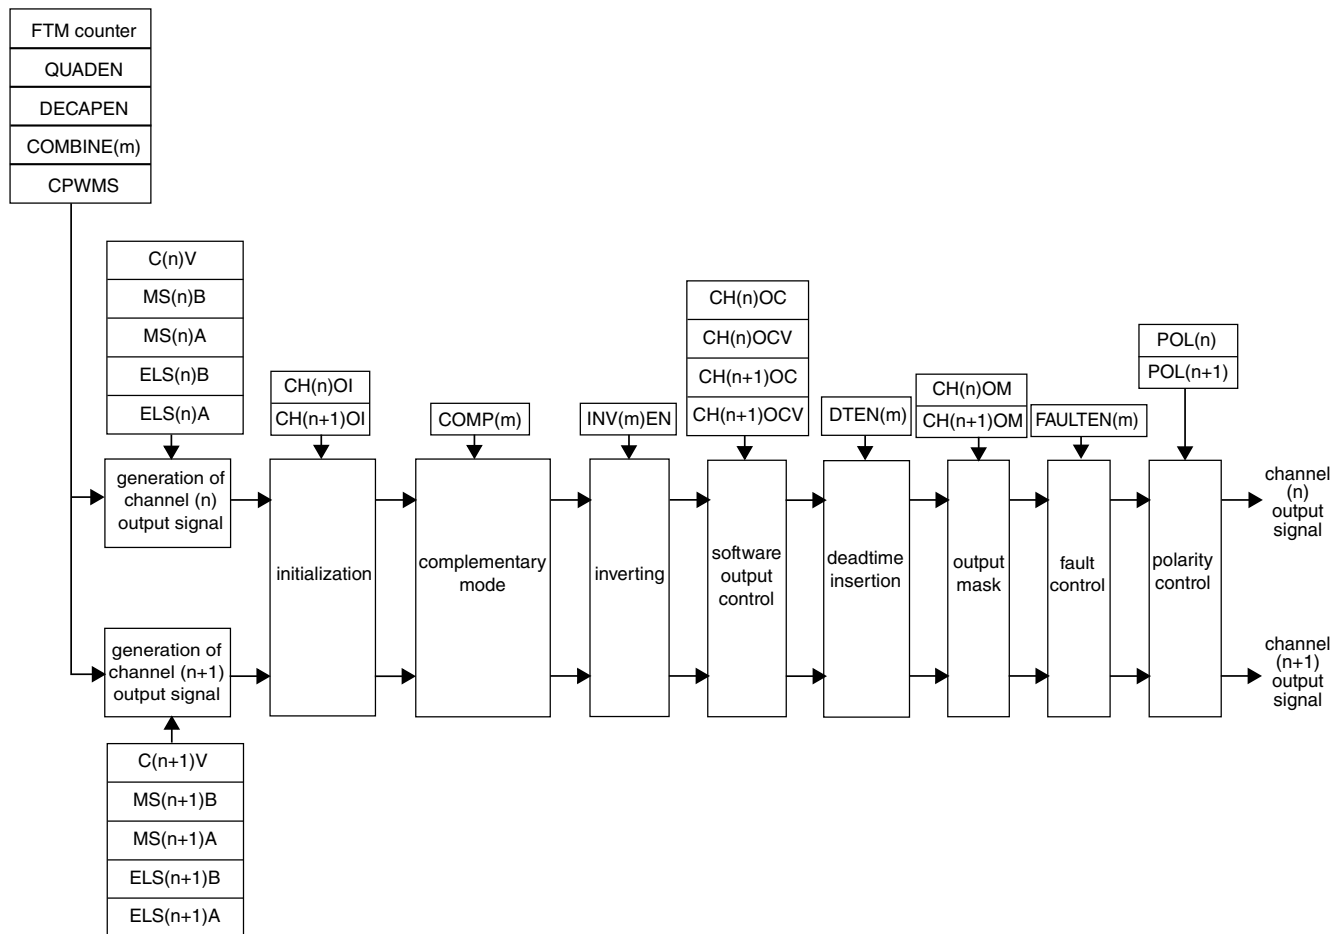 FTM counter
QUADEN
DECAPEN
COMBINE(m)
CPWMS
C(n)V
MS(n)B
MS(n)A
ELS(n)B
ELS(n)A
CH(n)OI
CH(n+1)OI
COMP(m)
INV(m)EN
CH(n)OC
CH(n)OCV
CH(n+1)OC
CH(n+1)OCV
DTEN(m)
CH(n)OM
CH(n+1)OM
FAULTEN(m)
POL(n)
POL(n+1)
generation of
channel (n)
output signal
initialization
complementary
mode
inverting
software
output
control
deadtime
insertion
output
mask
fault
control
polarity
control
channel
(n)
output
signal
generation of
channel (n+1)
output signal
channel
(n+1)
output
signal
C(n+1)V
MS(n+1)B
MS(n+1)A
ELS(n+1)B
ELS(n+1)A